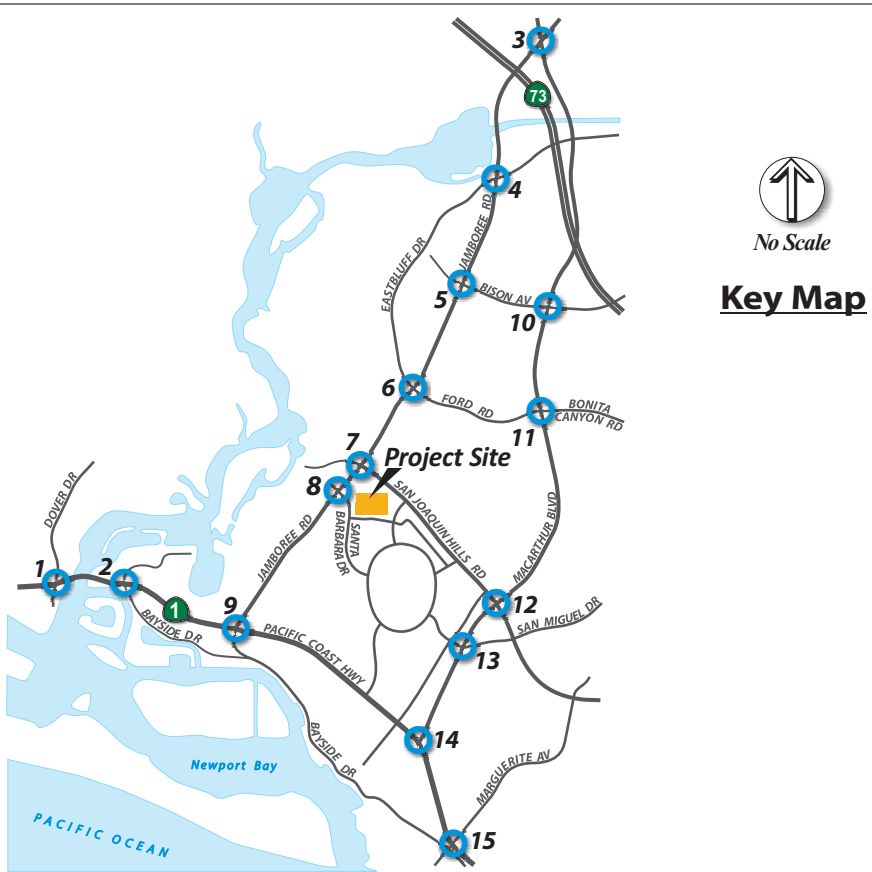 3
73
4
No Scale
JAMBOREE RD
EASTBLUFF DR
Key Map
5
BISON AV
10
6
FORD RD
BONITA
CANYON RD
11
7
Project Site
8
SAN JOAQUIN HILLS RD
DOVER DR
SANTA
BARBARA DR
JAMBOREE RD
MACARTHUR BLVD
1
2
1
9
12
BAYSIDE DR
PACIFIC COAST HWY
SAN MIGUEL DR
13
14
BAYSIDE DR
Newport Bay
MARGUERITE AV
PACIFIC OCEAN
15